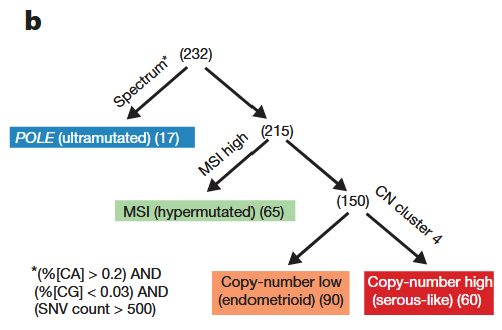 b
(232)
Spectrum*
POLE (ultramutated) (17)
(215)
MSI high
MSI (hypermutated) (65)
(150)
CN cluster 4
Copy-number low
(endometrioid) (90)
Copy-number high
(serous-like) (60)
*(%[CA] > 0.2) AND
(%[CG] < 0.03) AND
(SNV count > 500)